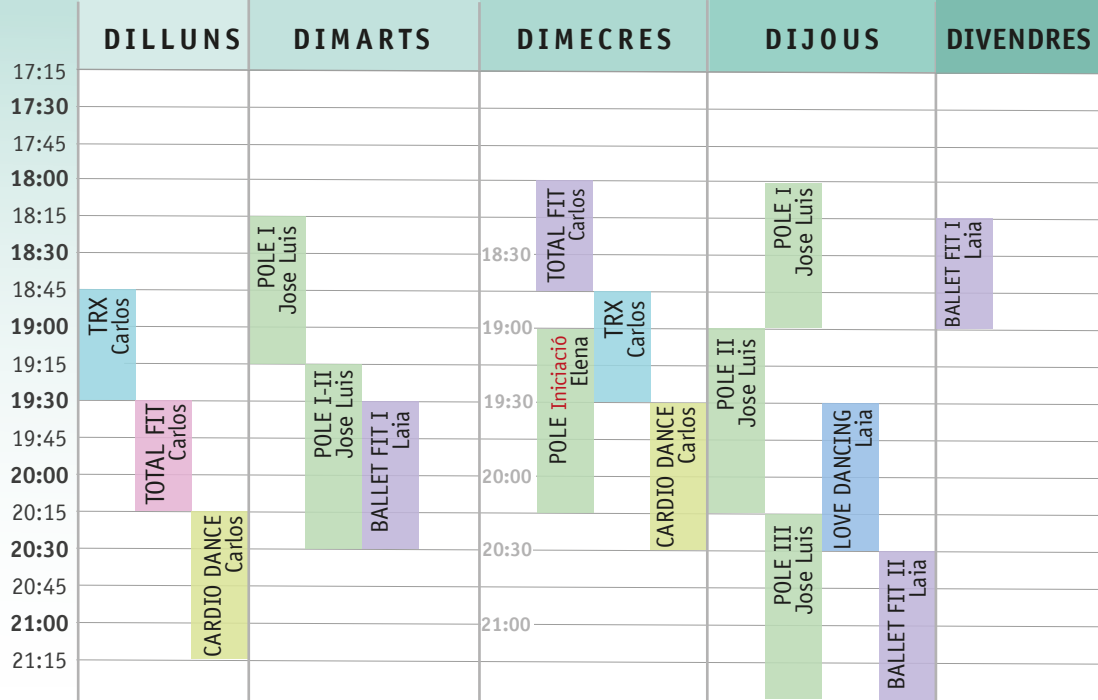 DILLUNS
DIMARTS
DIMECRES
DIJOUS
DIVENDRES
17:15
17:30
17:45
18:00
18:15
18:30
18:45
19:00
19:15
19:30
19:45
20:00
20:15
20:30
20:45
21:00
21:15
TRX
Carlos
TOTAL FIT
Carlos
CARDIO DANCE
Carlos
POLE I
Jose Luis
POLE I-II
Jose Luis
BALLET FIT I
Laia
18:30
19:00
19:30
20:00
20:30
21:00
TOTAL FIT
Carlos
POLE Iniciació
Elena
TRX
Carlos
CARDIO DANCE
Carlos
POLE II
Jose Luis
POLE I
Jose Luis
POLE III
Jose Luis
LOVE DANCING
Laia
BALLET FIT II
Laia
BALLET FIT I
Laia